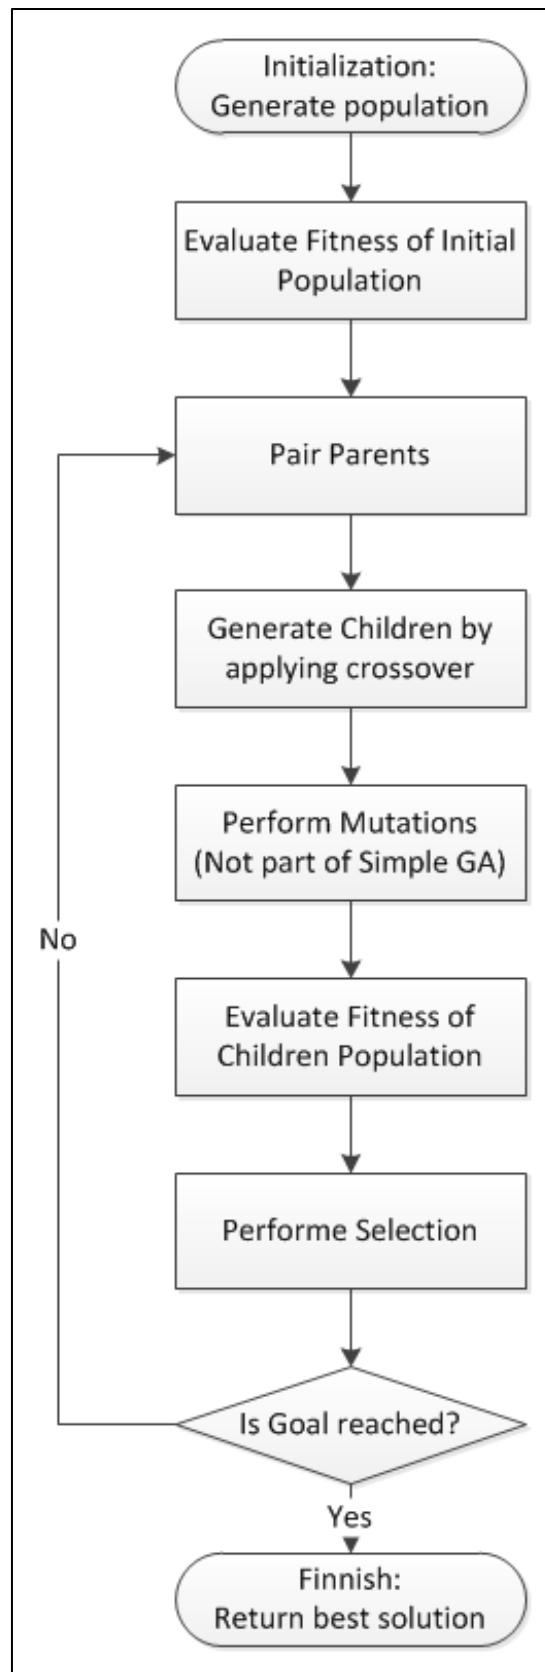 Initialization:
Generate population
Evaluate Fitness of Initial
Population
Pair Parents
Generate Children by
applying crossover
Perform Mutations
(Not part of Simple GA)
No
Evaluate Fitness of
Children Population
Performe Selection
Is Goal reached?
Yes
Finnish:
Return best solution